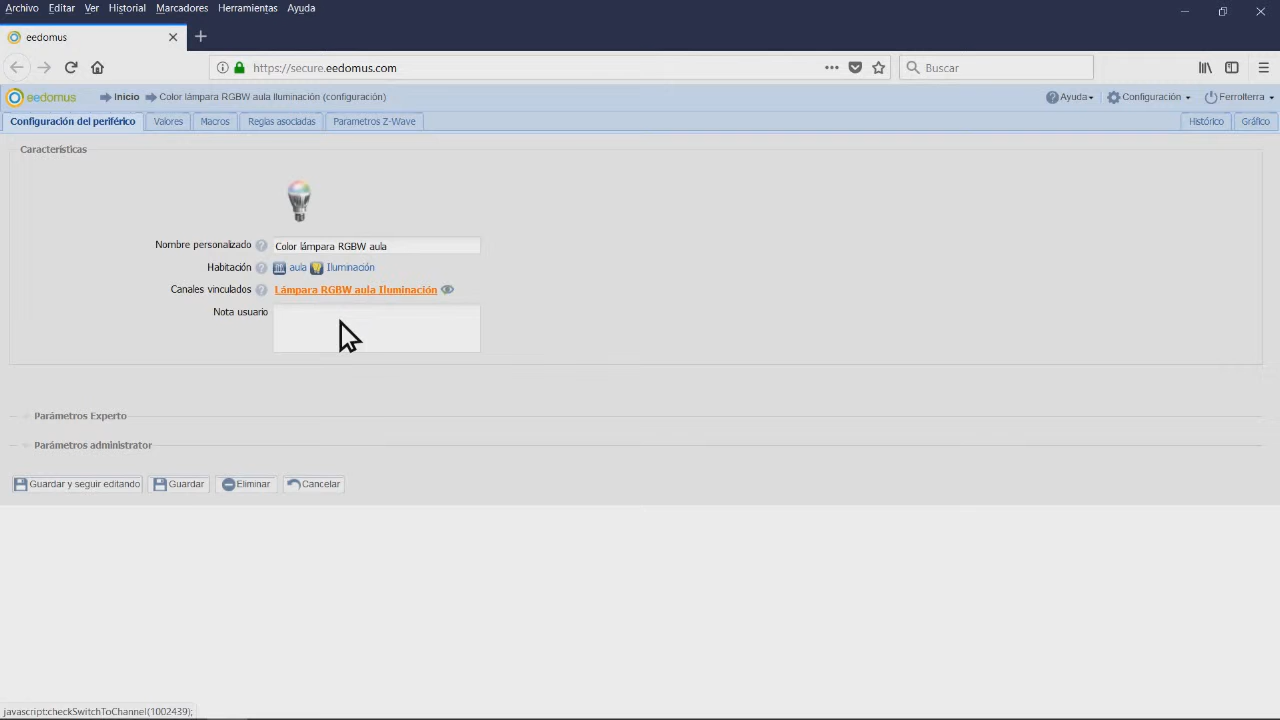 Archivo Editar Ver Historial Marcadores Herramientas Ayuda
eedomus
https://secure.eedomus.com
Buscar
eedomus Inicio Color lámpara RGBW aula Iluminación (configuración) Ayuda Configuración Ferrolterra
Configuración del periférico Valores Macros Reglas asociadas Parametros Z-Wave Histórico Gráfico
Características
Nombre personalizado ? Color lámpara RGBW aula
Habitación ? aula Iluminación
Canales vinculados ? Lámpara RGBW aula Iluminación
Nota usuario
Parámetros Experto
Parámetros administrator
Guardar y seguir editando Guardar Eliminar Cancelar
javascript:checkSwitchToChannel(1002439);